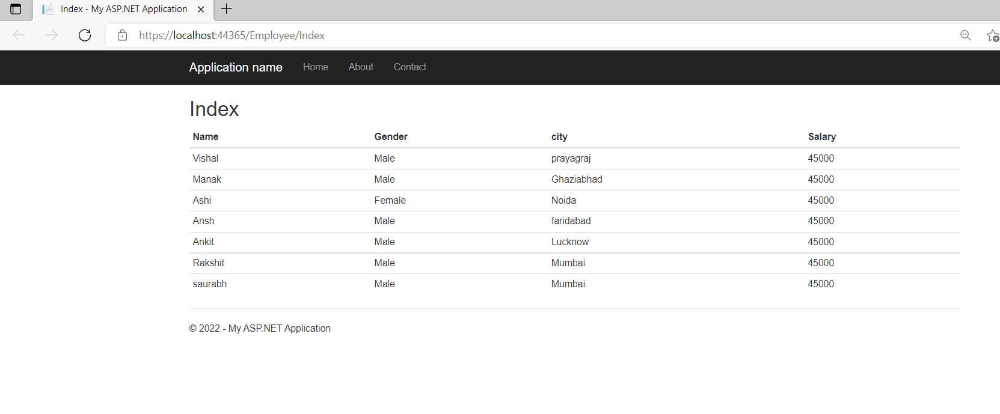 Index - My ASP.NET Application
https://localhost:44365/Employee/Index
Application name Home About Contact
Index
Name Gender city Salary
Vishal Male prayagraj 45000
Manak Male Ghaziabhad 45000
Ashi Female Noida 45000
Ansh Male faridabad 45000
Ankit Male Lucknow 45000
Rakshit Male Mumbai 45000
saurabh Male Mumbai 45000
© 2022 - My ASP.NET Application